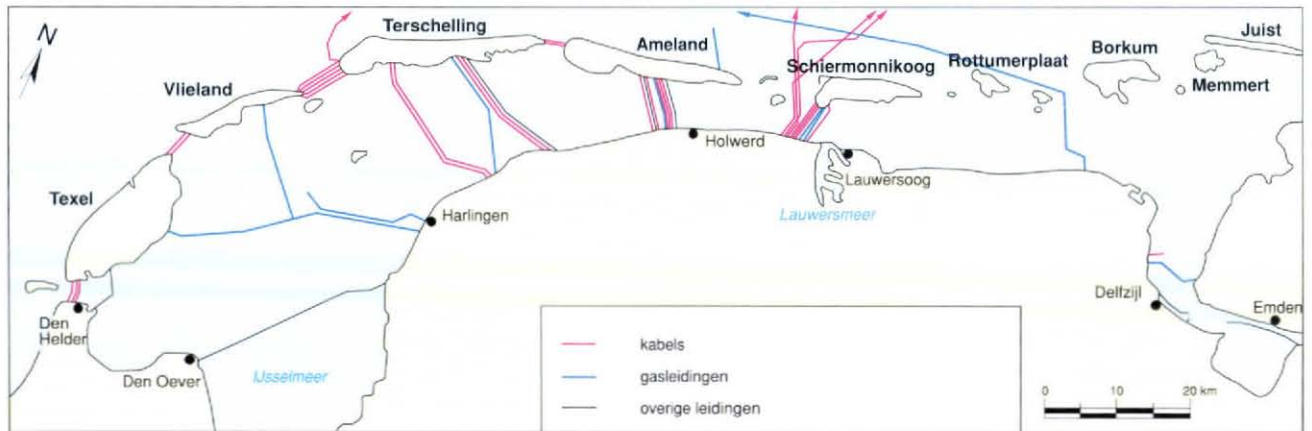 N
Terschelling
Ameland
Juist
Borkum
Rottumerplaat
Schiermonnikoog
Memmert
Vlieland
Holwerd
Lauwersoog
Texel
Harlingen
Lauwersmeer
Delfzijl
Emden
Den
Helder
Den Oever
IJsselmeer
kabels
gasleidingen
overige leidingen
0 10 20 km